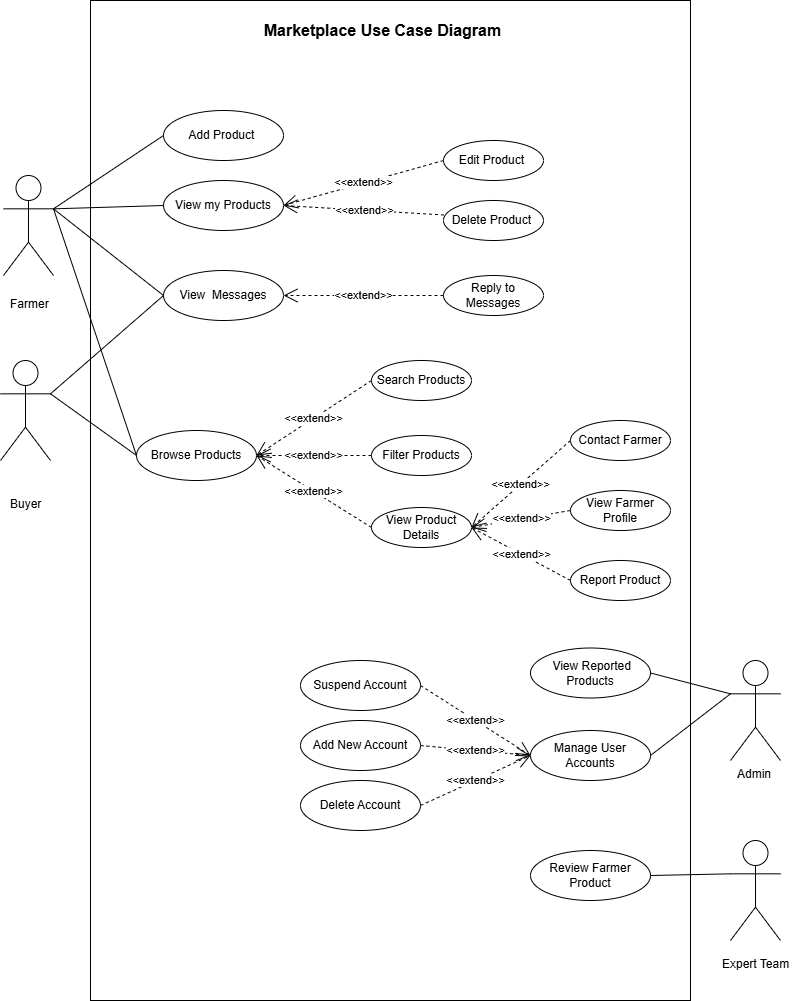 Marketplace Use Case Diagram
Add Product
Edit Product
<<extend>>
View my Products
<<extend>>
Delete Product
Farmer
View  Messages
<<extend>>
Reply to
Messages
Search Products
<<extend>>
Browse Products
<<extend>>
Filter Products
<<extend>>
View Product
Details
Buyer
Contact Farmer
<<extend>>
View Farmer
Profile
<<extend>>
Report Product
<<extend>>
View Reported
Products
Suspend Account
<<extend>>
Add New Account
<<extend>>
Manage User
Accounts
Delete Account
<<extend>>
Admin
Review Farmer
Product
Expert Team